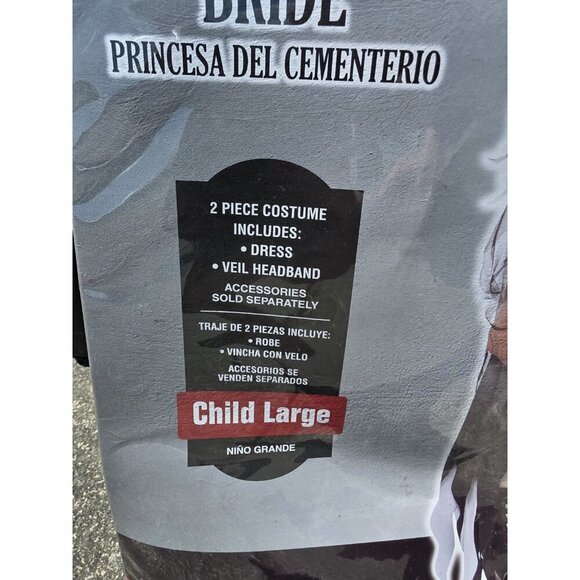 BRIDE
PRINCESA DEL CEMENTERIO
2 PIECE COSTUME
INCLUDES:
• DRESS
• VEIL HEADBAND
ACCESSORIES
SOLD SEPARATELY
TRAJE DE 2 PIEZAS INCLUYE:
• ROBE
• VINCHA CON VELO
ACCESORIOS SE
VENDEN SEPARADOS
Child Large
NIÑO GRANDE